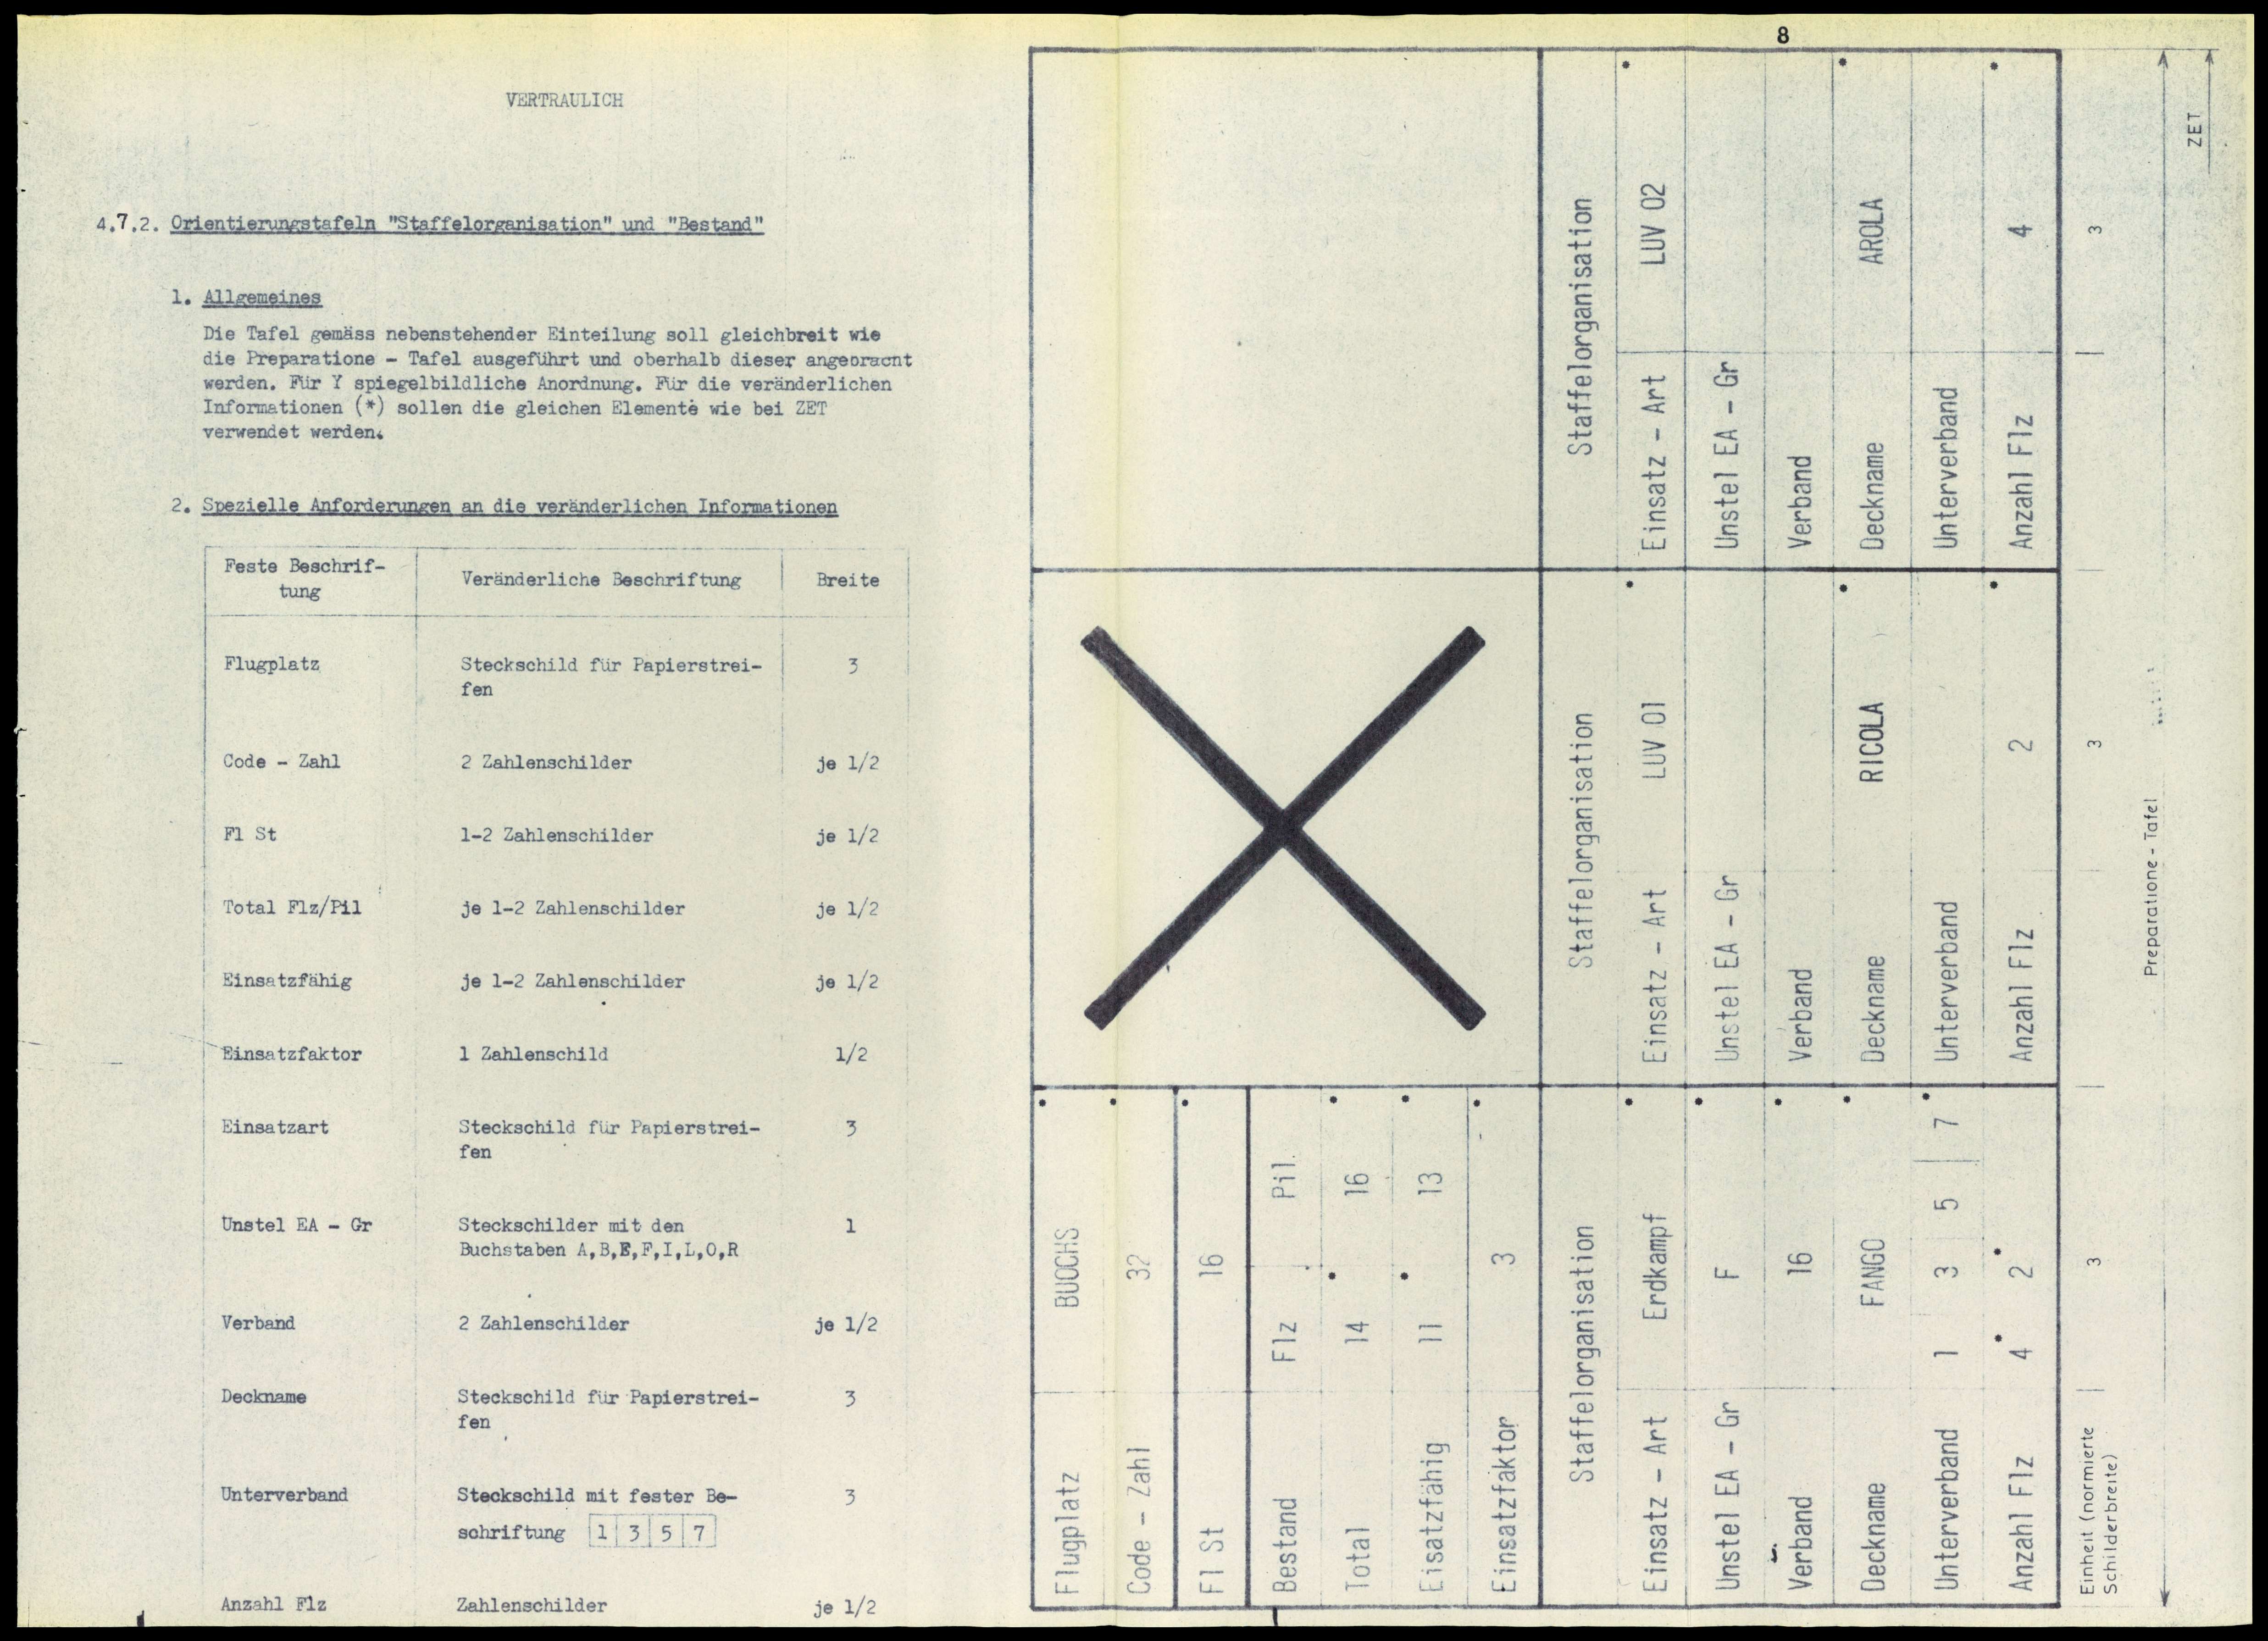 VERTRAULICH
4.7.2. Orientierungstafeln "Staffelorganisation" und "Bestand"
1. Allgemeines
Die Tafel gemäss nebenstehender Einteilung soll gleichbreit wie
die Preparatione - Tafel ausgeführt und oberhalb dieser angebracht
werden. Für Y spiegelbildliche Anordnung. Für die veränderlichen
Informationen (*) sollen die gleichen Elemente wie bei ZET
verwendet werden.
2. Spezielle Anforderungen an die veränderlichen Informationen
Feste Beschrif-
tung
Veränderliche Beschriftung
Breite
Flugplatz
Steckschild für Papierstrei-
fen
3
Code - Zahl
2 Zahlenschilder
je 1/2
Fl St
1-2 Zahlenschilder
je 1/2
Total Flz/Pil
je 1-2 Zahlenschilder
je 1/2
Einsatzfähig
je 1-2 Zahlenschilder
je 1/2
Einsatzfaktor
1 Zahlenschild
1/2
Einsatzart
Steckschild für Papierstrei-
fen
3
Unstel EA - Gr
Steckschilder mit den
Buchstaben A,B,E,F,I,L,O,R
1
Verband
2 Zahlenschilder
je 1/2
Deckname
Steckschild für Papierstrei-
fen
3
Unterverband
Steckschild mit fester Be-
schriftung 1 3 5 7
3
Anzahl Flz
Zahlenschilder
je 1/2
8
Flugplatz BUOCHS
Code - Zahl 32
Fl St 16
Bestand Flz Pil.
Total 14 16
Eisatzfähig 11 13
Einsatzfaktor 3
Staffelorganisation
Einsatz - Art Erdkampf
Unstel EA - Gr F
Verband 16
Deckname FANGO
Unterverband 1 3 5 7
Anzahl Flz 4 2
Staffelorganisation
Einsatz - Art LUV 01
Unstel EA - Gr
Verband
Deckname RICOLA
Unterverband
Anzahl Flz 2
Staffelorganisation
Einsatz - Art LUV 02
Unstel EA - Gr
Verband
Deckname AROLA
Unterverband
Anzahl Flz 4
Einheit (normierte
Schilderbreite)
3
3
3
Preparatione - Tafel
ZET